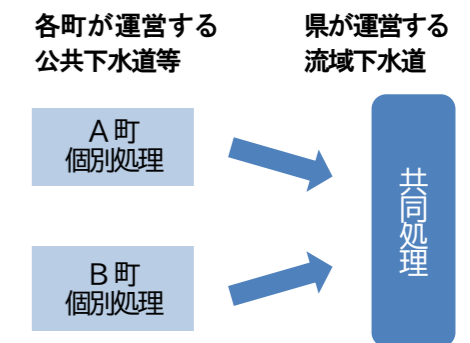 各町が運営する
公共下水道等
県が運営する
流域下水道
A町
個別処理
B町
個別処理
共同処理